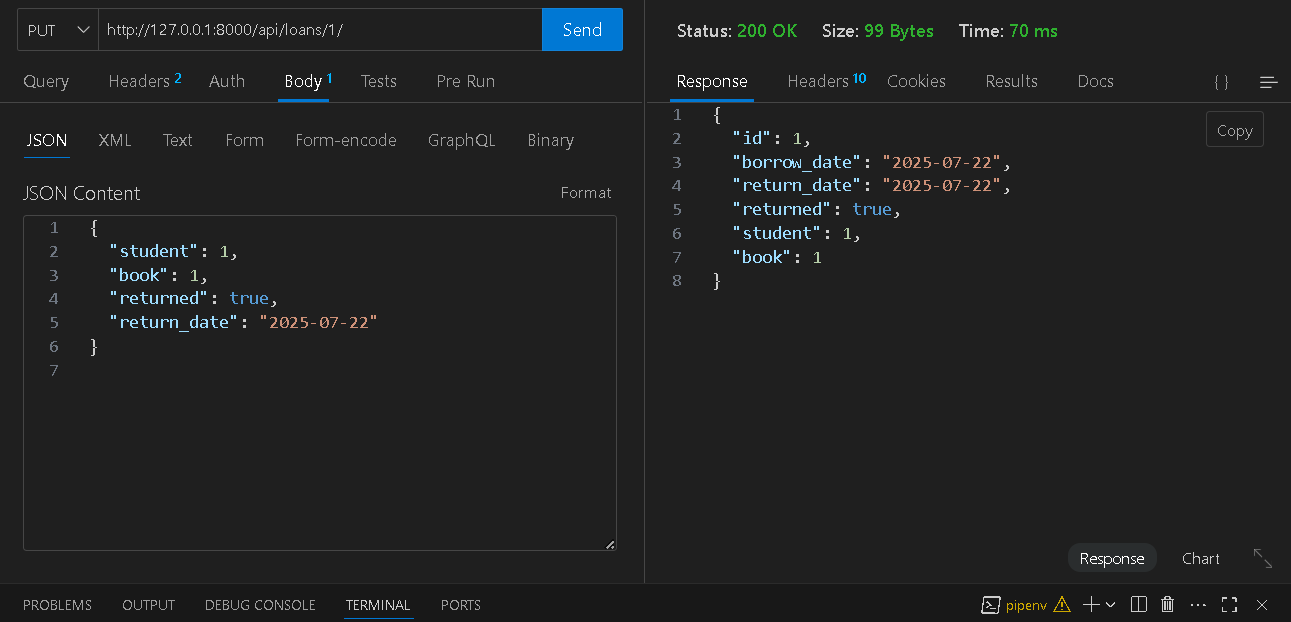 PUT http://127.0.0.1:8000/api/loans/1/ Send
Query Headers 2 Auth Body 1 Tests Pre Run
JSON XML Text Form Form-encode GraphQL Binary
JSON Content Format
1 {
2 "student": 1,
3 "book": 1,
4 "returned": true,
5 "return_date": "2025-07-22"
6 }
7
Status: 200 OK Size: 99 Bytes Time: 70 ms
Response Headers 10 Cookies Results Docs { }
Copy
1 {
2 "id": 1,
3 "borrow_date": "2025-07-22",
4 "return_date": "2025-07-22",
5 "returned": true,
6 "student": 1,
7 "book": 1
8 }
Response Chart
PROBLEMS OUTPUT DEBUG CONSOLE TERMINAL PORTS pipenv